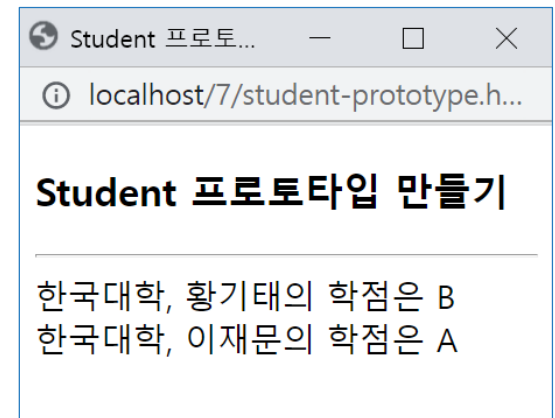 Student 프로토...
localhost/7/student-prototype.h...
Student 프로토타입 만들기
한국대학, 황기태의 학점은 B
한국대학, 이재문의 학점은 A